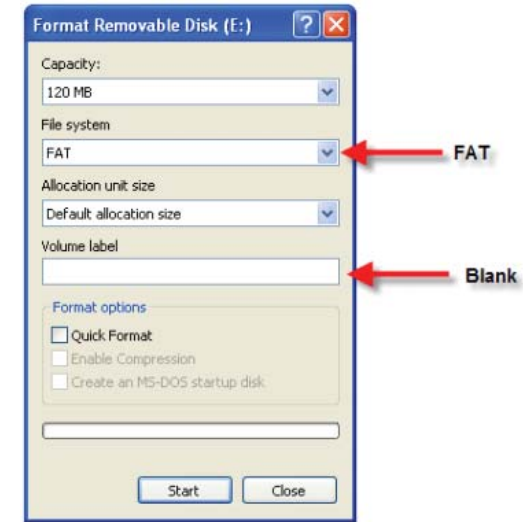 Format Removable Disk (E:)
Capacity:
120 MB
File system
FAT
FAT
Allocation unit size
Default allocation size
Volume label
Blank
Format options
Quick Format
Enable Compression
Create an MS-DOS startup disk
Start
Close